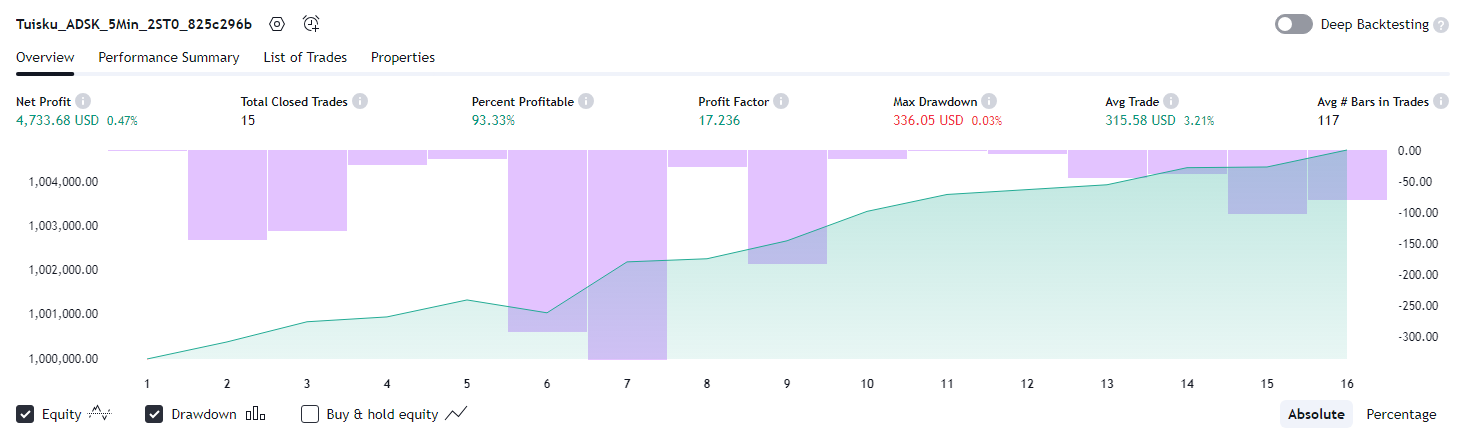 Tuisku_ADSK_5Min_2ST0_825c296b
Deep Backtesting
Overview Performance Summary List of Trades Properties
Net Profit Total Closed Trades Percent Profitable Profit Factor Max Drawdown Avg Trade Avg # Bars in Trades
4,733.68 USD 0.47% 15 93.33% 17.236 336.05 USD 0.03% 315.58 USD 3.21% 117
0.00
1,004,000.00 -50.00
1,003,000.00 -100.00
-150.00
1,002,000.00 -200.00
1,001,000.00 -250.00
-300.00
1,000,000.00
1 2 3 4 5 6 7 8 9 10 11 12 13 14 15 16
Equity Drawdown Buy & hold equity Absolute Percentage